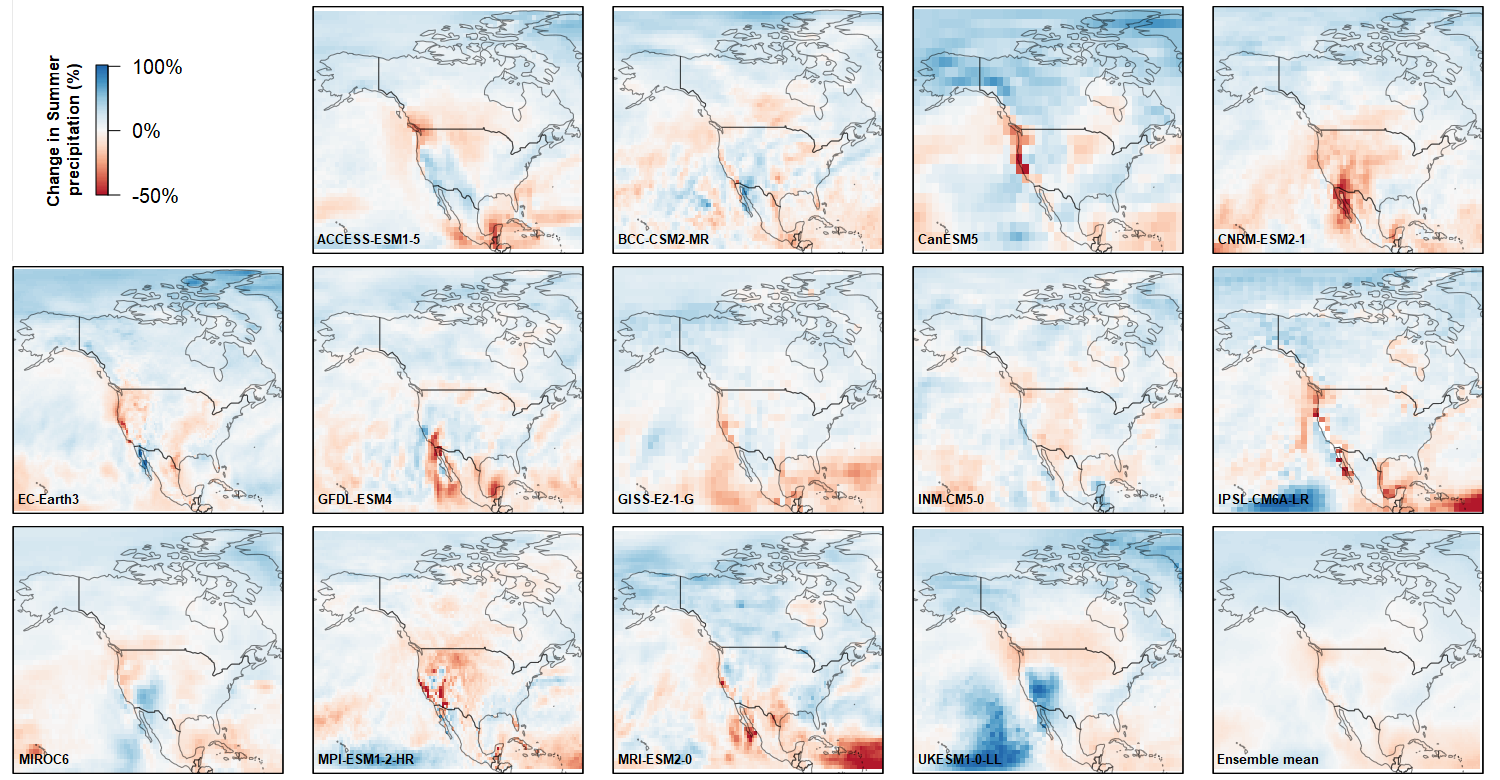 Change in Summer
precipitation (%)
100%
0%
-50%
ACCESS-ESM1-5
BCC-CSM2-MR
CanESM5
CNRM-ESM2-1
EC-Earth3
GFDL-ESM4
GISS-E2-1-G
INM-CM5-0
IPSL-CM6A-LR
MIROC6
MPI-ESM1-2-HR
MRI-ESM2-0
UKESM1-0-LL
Ensemble mean